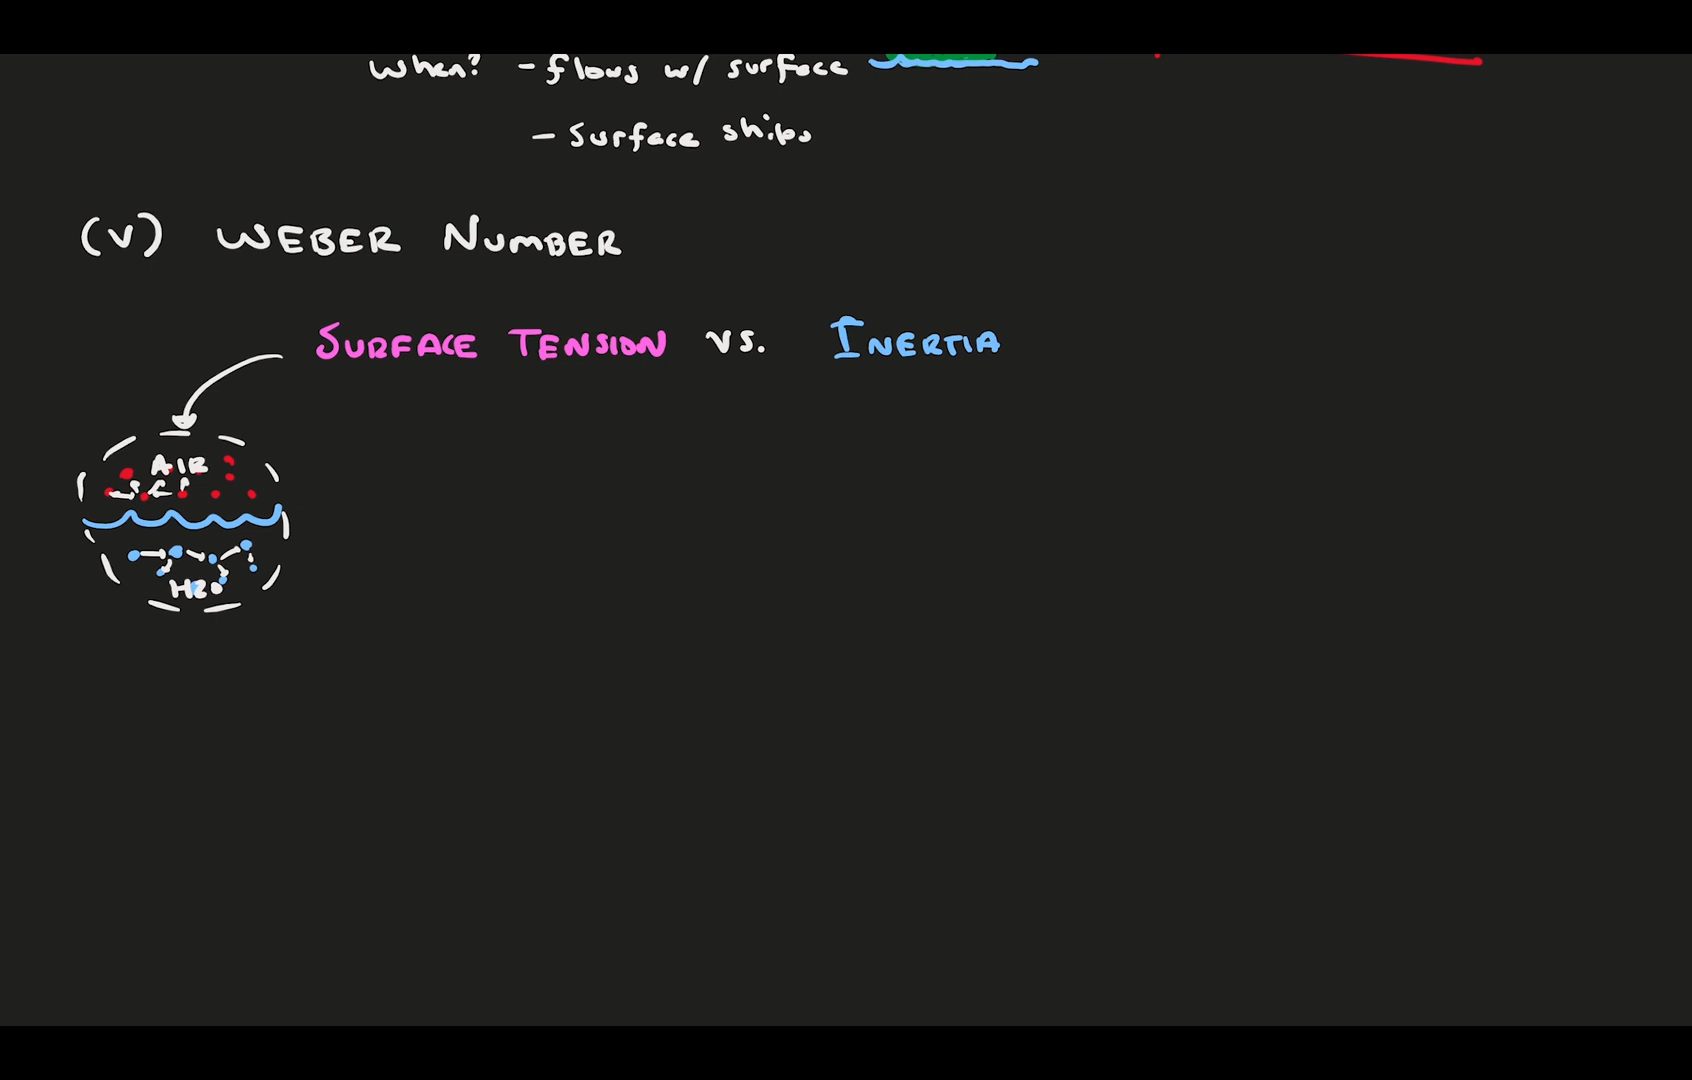 When? - flows w/ surface
- Surface ships
(V) WEBER NUMBER
SURFACE TENSION vs. INERTIA
AIR
H2O